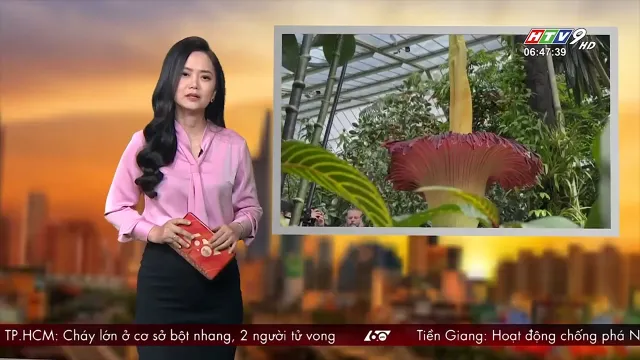 HTV9 HD
06:47:39
TP.HCM: Cháy lớn ở cơ sở bột nhang, 2 người tử vong
Tiền Giang: Hoạt động chống phá N